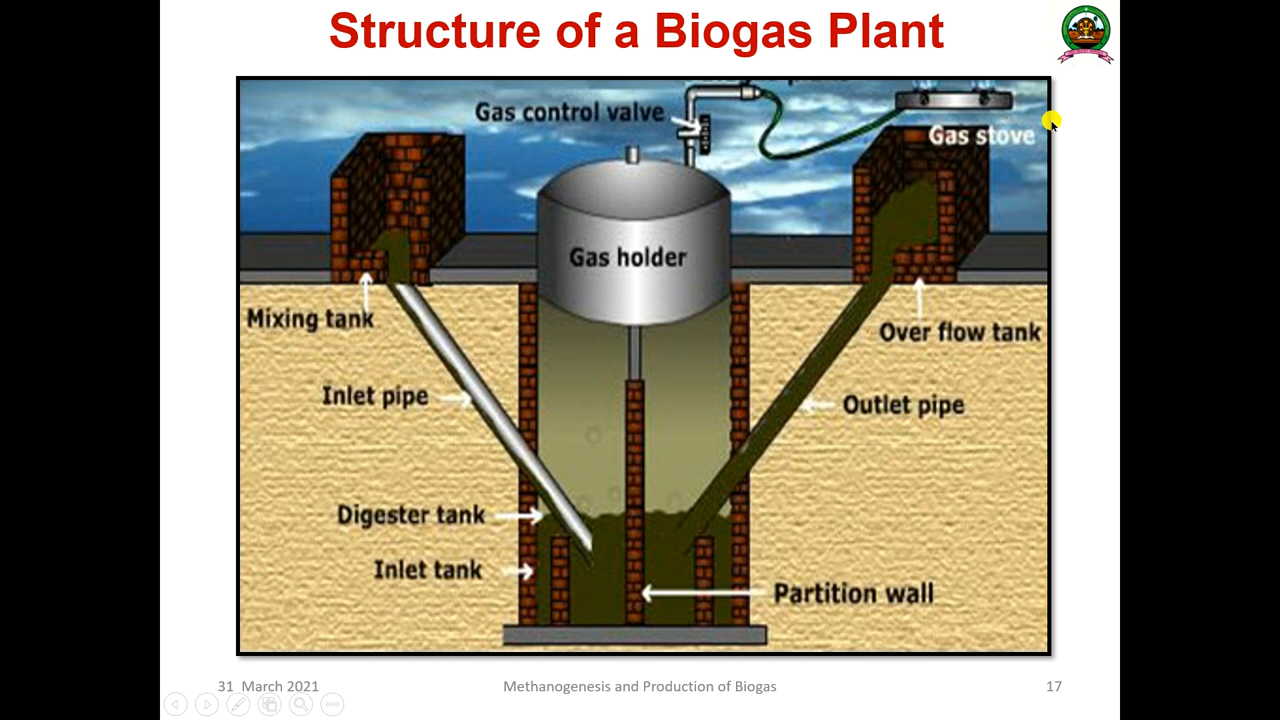 Structure of a Biogas Plant
Gas control valve
Gas stove
Gas holder
Mixing tank
Over flow tank
Inlet pipe
Outlet pipe
Digester tank
Inlet tank
Partition wall
31 March 2021
Methanogenesis and Production of Biogas
17